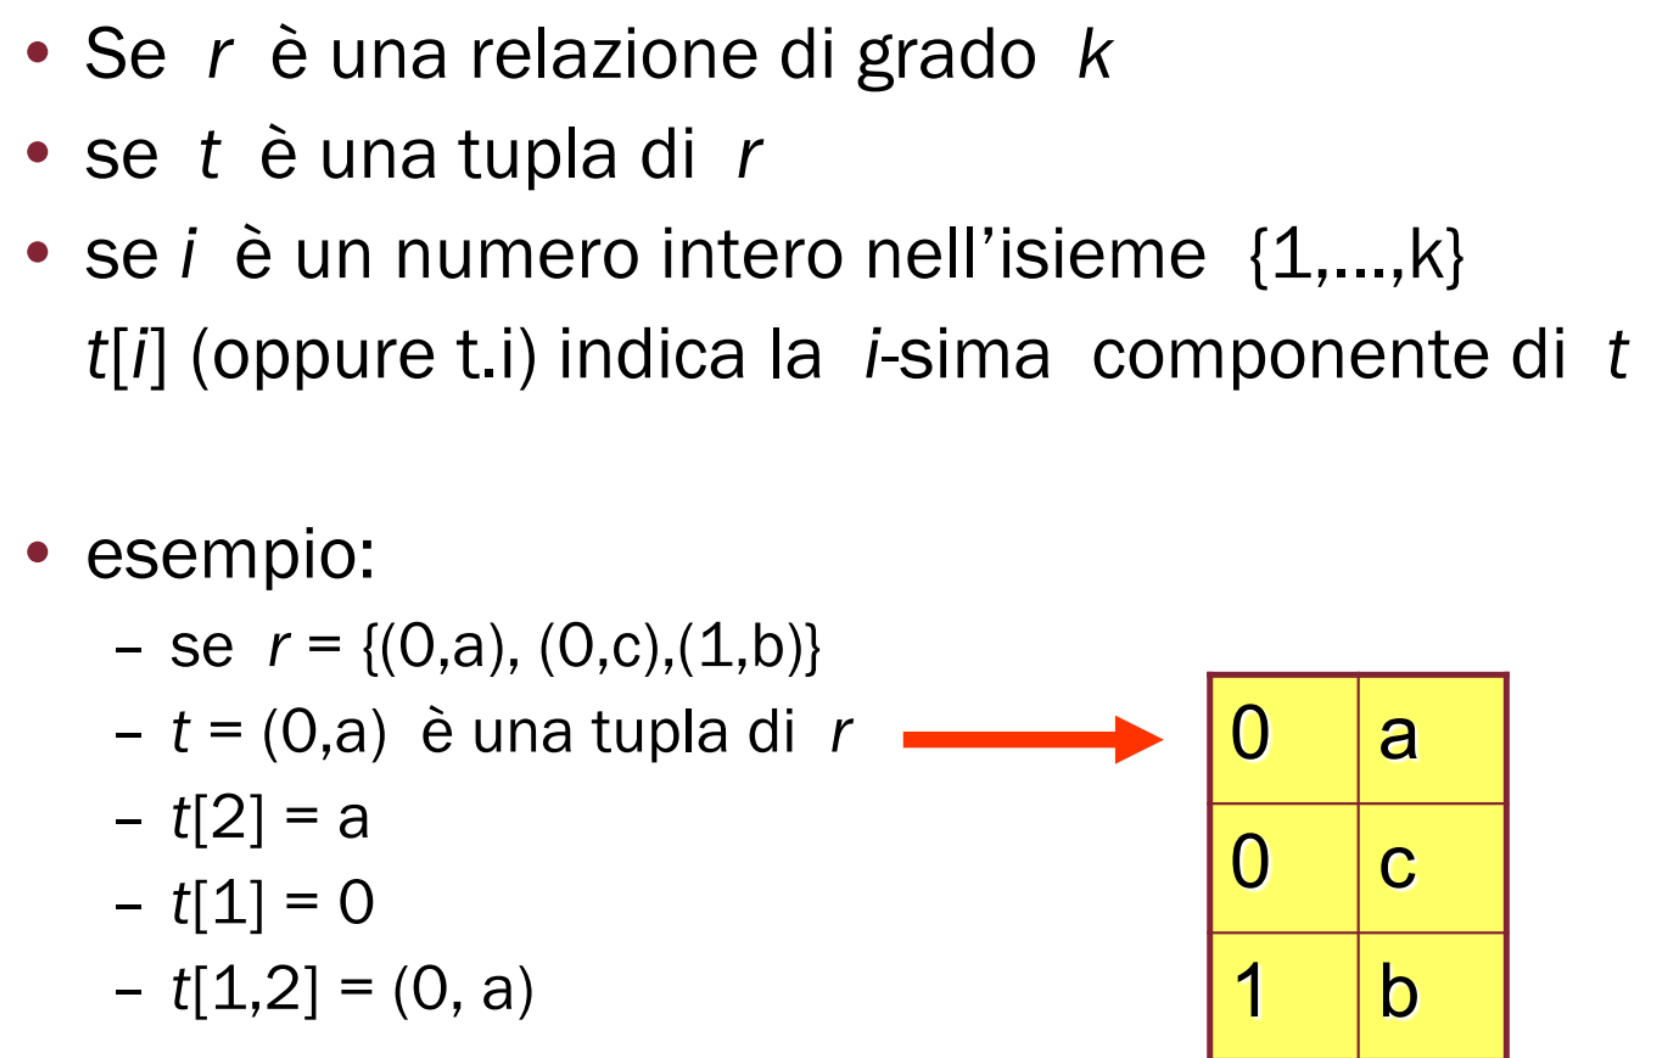 • Se r è una relazione di grado k
• se t è una tupla di r
• se i è un numero intero nell’isieme {1,...,k}
t[i] (oppure t.i) indica la i-sima componente di t
• esempio:
– se r = {(0,a), (0,c),(1,b)}
– t = (0,a) è una tupla di r
– t[2] = a
– t[1] = 0
– t[1,2] = (0, a)
0 a
0 c
1 b